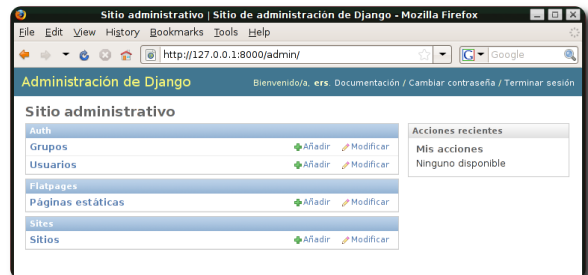 Sitio administrativo | Sitio de administración de Django - Mozilla Firefox
File Edit View History Bookmarks Tools Help
http://127.0.0.1:8000/admin/
Google
Administración de Django
Bienvenido/a, ers. Documentación / Cambiar contraseña / Terminar sesión
Sitio administrativo
Auth
Grupos Añadir Modificar
Usuarios Añadir Modificar
Flatpages
Páginas estáticas Añadir Modificar
Sites
Sitios Añadir Modificar
Acciones recientes
Mis acciones
Ninguno disponible